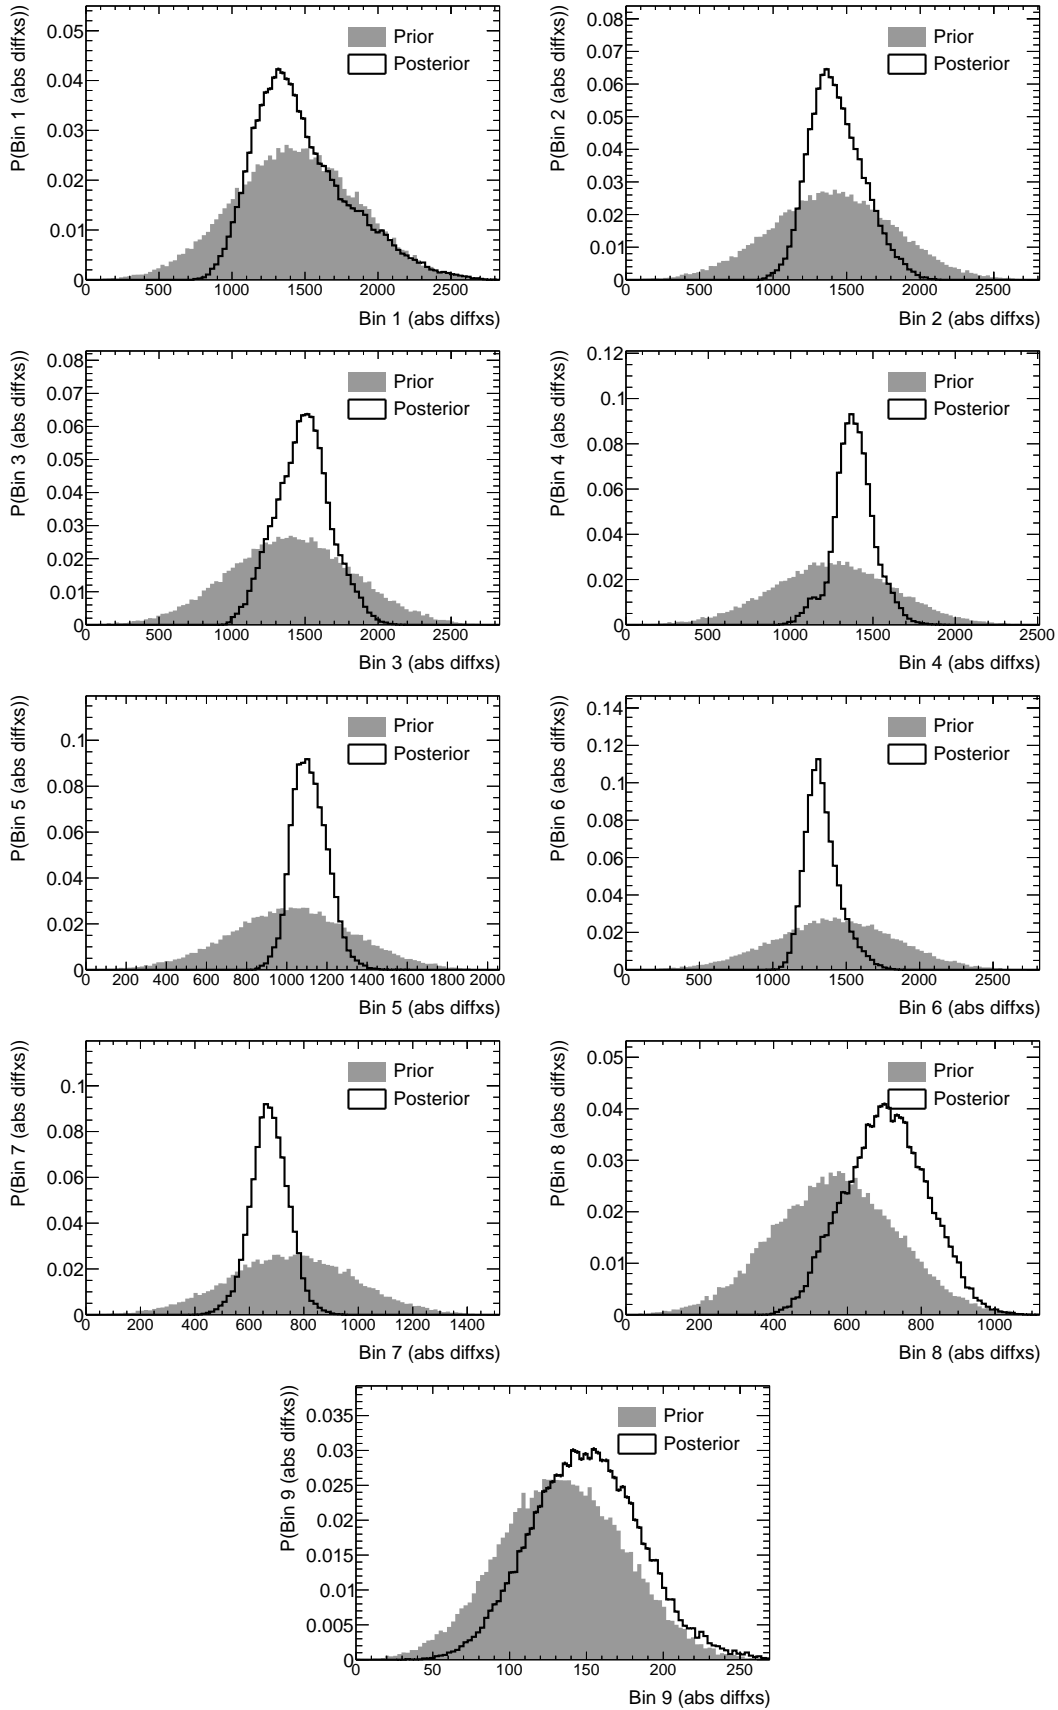 P(Bin 1 (abs diffxs))
0.05
0.04
0.03
0.02
0.01
0
Prior
Posterior
0 500 1000 1500 2000 2500
Bin 1 (abs diffxs)
P(Bin 2 (abs diffxs))
0.08
0.07
0.06
0.05
0.04
0.03
0.02
0.01
0
Prior
Posterior
0 500 1000 1500 2000 2500
Bin 2 (abs diffxs)
P(Bin 3 (abs diffxs))
0.08
0.07
0.06
0.05
0.04
0.03
0.02
0.01
0
Prior
Posterior
0 500 1000 1500 2000 2500
Bin 3 (abs diffxs)
P(Bin 4 (abs diffxs))
0.12
0.1
0.08
0.06
0.04
0.02
0
Prior
Posterior
0 500 1000 1500 2000 2500
Bin 4 (abs diffxs)
P(Bin 5 (abs diffxs))
0.1
0.08
0.06
0.04
0.02
0
Prior
Posterior
0 200 400 600 800 1000 1200 1400 1600 1800 2000
Bin 5 (abs diffxs)
P(Bin 6 (abs diffxs))
0.14
0.12
0.1
0.08
0.06
0.04
0.02
0
Prior
Posterior
0 500 1000 1500 2000 2500
Bin 6 (abs diffxs)
P(Bin 7 (abs diffxs))
0.1
0.08
0.06
0.04
0.02
0
Prior
Posterior
0 200 400 600 800 1000 1200 1400
Bin 7 (abs diffxs)
P(Bin 8 (abs diffxs))
0.05
0.04
0.03
0.02
0.01
0
Prior
Posterior
0 200 400 600 800 1000
Bin 8 (abs diffxs)
P(Bin 9 (abs diffxs))
0.035
0.03
0.025
0.02
0.015
0.01
0.005
0
Prior
Posterior
0 50 100 150 200 250
Bin 9 (abs diffxs)